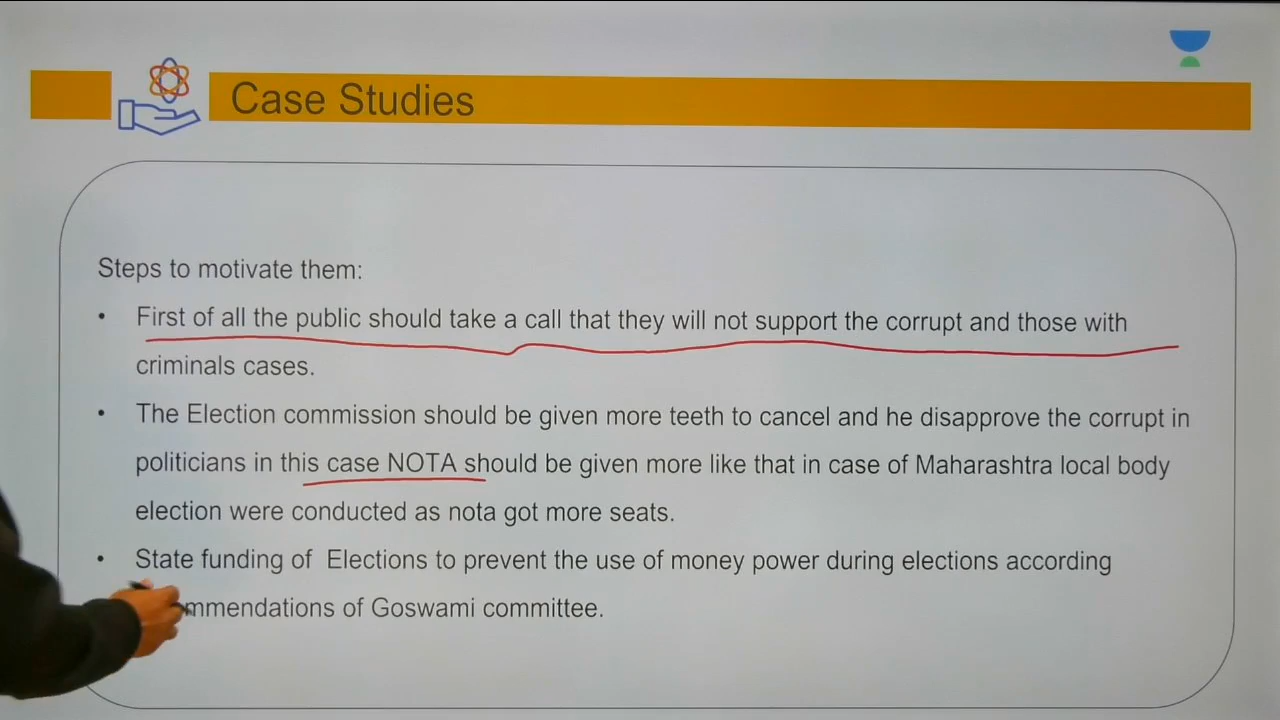 Case Studies
Steps to motivate them:
• First of all the public should take a call that they will not support the corrupt and those with
criminals cases.
• The Election commission should be given more teeth to cancel and he disapprove the corrupt in
politicians in this case NOTA should be given more like that in case of Maharashtra local body
election were conducted as nota got more seats.
• State funding of Elections to prevent the use of money power during elections according
mmendations of Goswami committee.